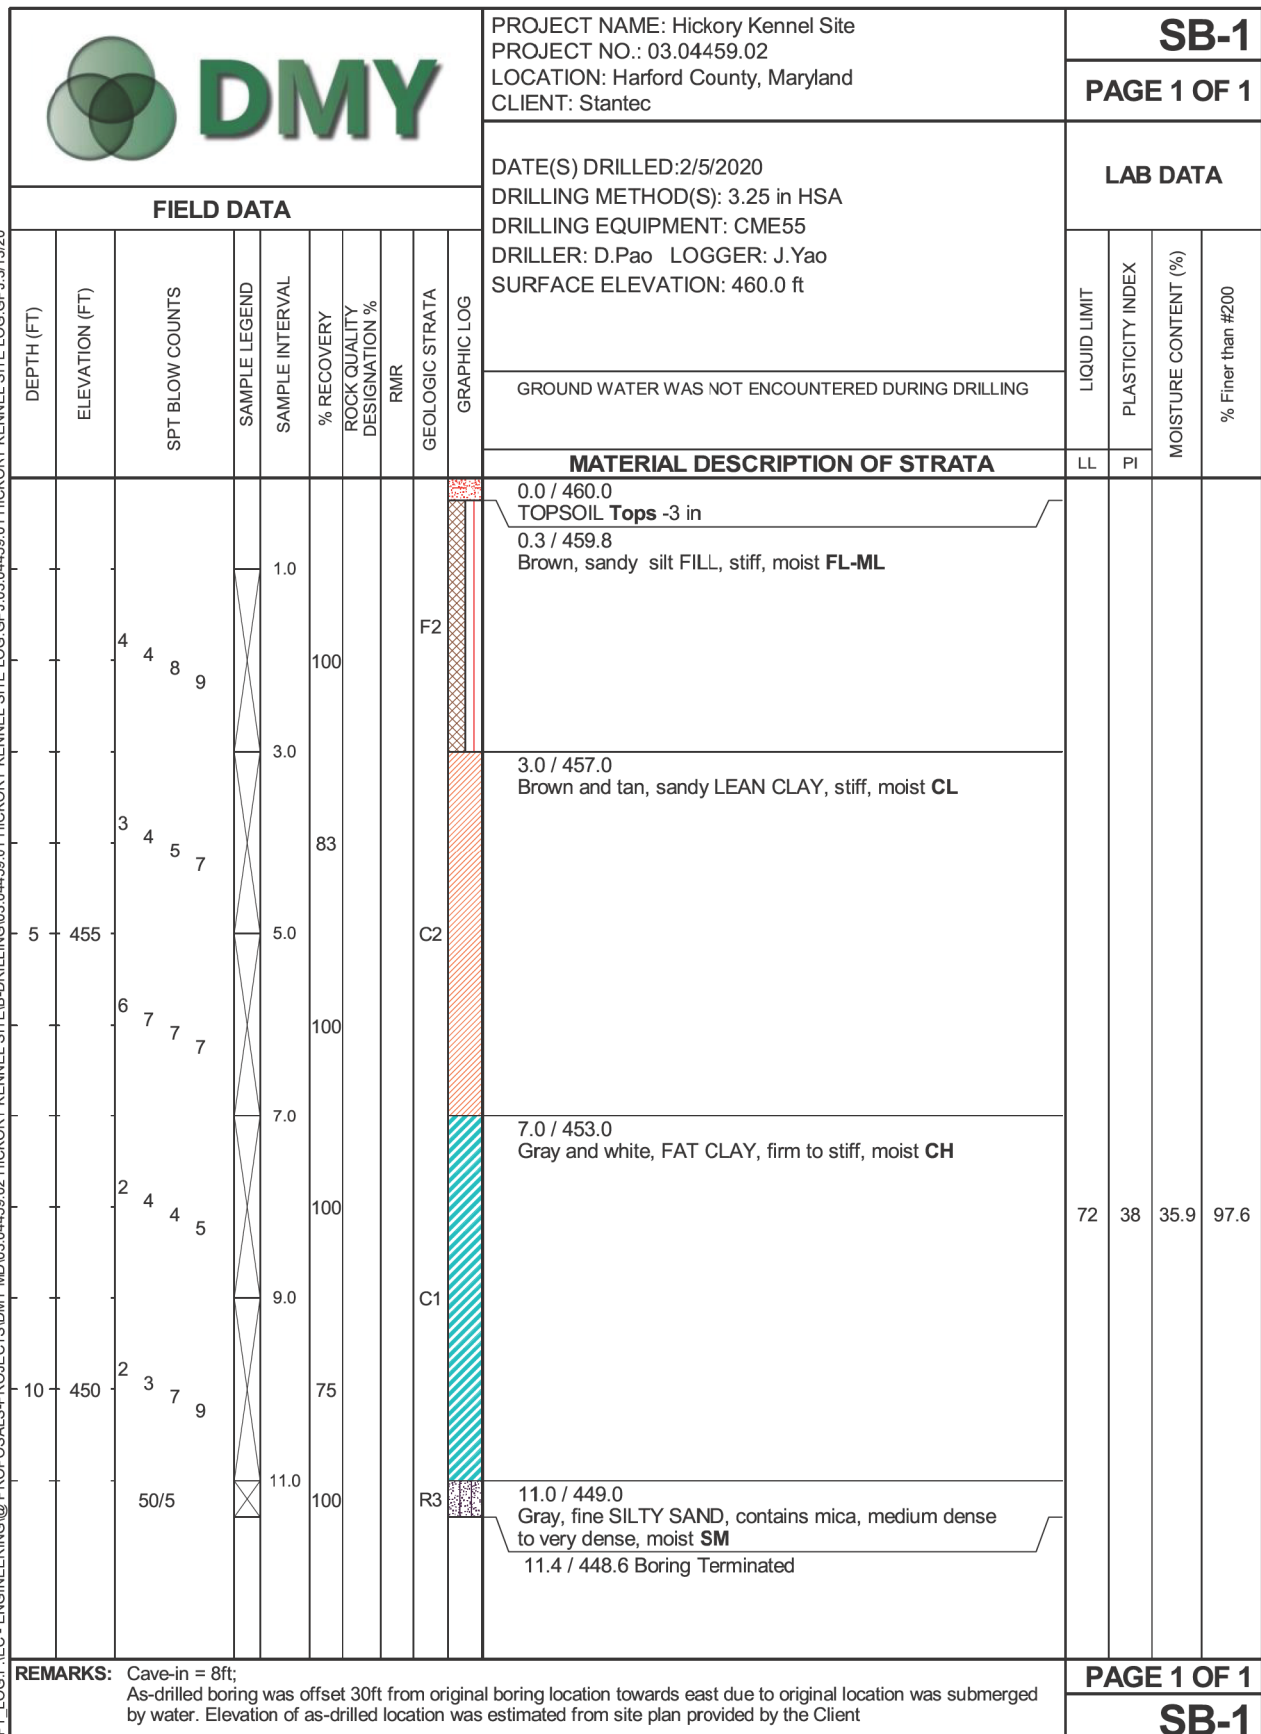 DMY
PROJECT NAME: Hickory Kennel Site
PROJECT NO.: 03.04459.02
LOCATION: Harford County, Maryland
CLIENT: Stantec
SB-1
PAGE 1 OF 1
DATE(S) DRILLED:2/5/2020
DRILLING METHOD(S): 3.25 in HSA
DRILLING EQUIPMENT: CME55
DRILLER: D.Pao LOGGER: J.Yao
SURFACE ELEVATION: 460.0 ft
LAB DATA
FIELD DATA
DEPTH (FT)
ELEVATION (FT)
SPT BLOW COUNTS
SAMPLE LEGEND
SAMPLE INTERVAL
% RECOVERY
ROCK QUALITY
DESIGNATION %
RMR
GEOLOGIC STRATA
GRAPHIC LOG
GROUND WATER WAS NOT ENCOUNTERED DURING DRILLING
MATERIAL DESCRIPTION OF STRATA
LIQUID LIMIT
PLASTICITY INDEX
MOISTURE CONTENT (%)
% Finer than #200
LL
PI
0.0 / 460.0
TOPSOIL Tops -3 in
0.3 / 459.8
Brown, sandy silt FILL, stiff, moist FL-ML
1.0
F2
4 4 8 9
100
3.0
3.0 / 457.0
Brown and tan, sandy LEAN CLAY, stiff, moist CL
3 4 5 7
83
5 455
5.0
C2
6 7 7 7
100
7.0
7.0 / 453.0
Gray and white, FAT CLAY, firm to stiff, moist CH
2 4 4 5
100
72 38 35.9 97.6
9.0
C1
2 3 7 9
10 450
75
11.0
50/5
100
R3
11.0 / 449.0
Gray, fine SILTY SAND, contains mica, medium dense
to very dense, moist SM
11.4 / 448.6 Boring Terminated
REMARKS: Cave-in = 8ft;
As-drilled boring was offset 30ft from original boring location towards east due to original location was submerged
by water. Elevation of as-drilled location was estimated from site plan provided by the Client
PAGE 1 OF 1
SB-1